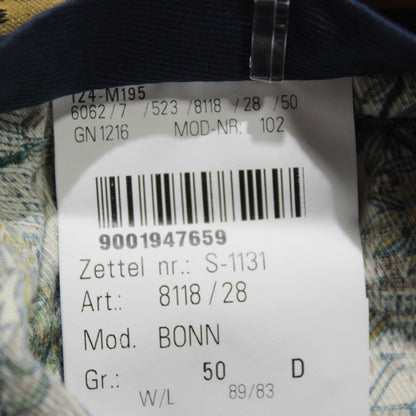 124-M195
6062/7 /523 /8118 /28 /50
GN1216 MOD-NR: 102
9001947659
Zettel nr.: S-1131
Art.: 8118/28
Mod. BONN
Gr.: 50 D
W/L 89/83